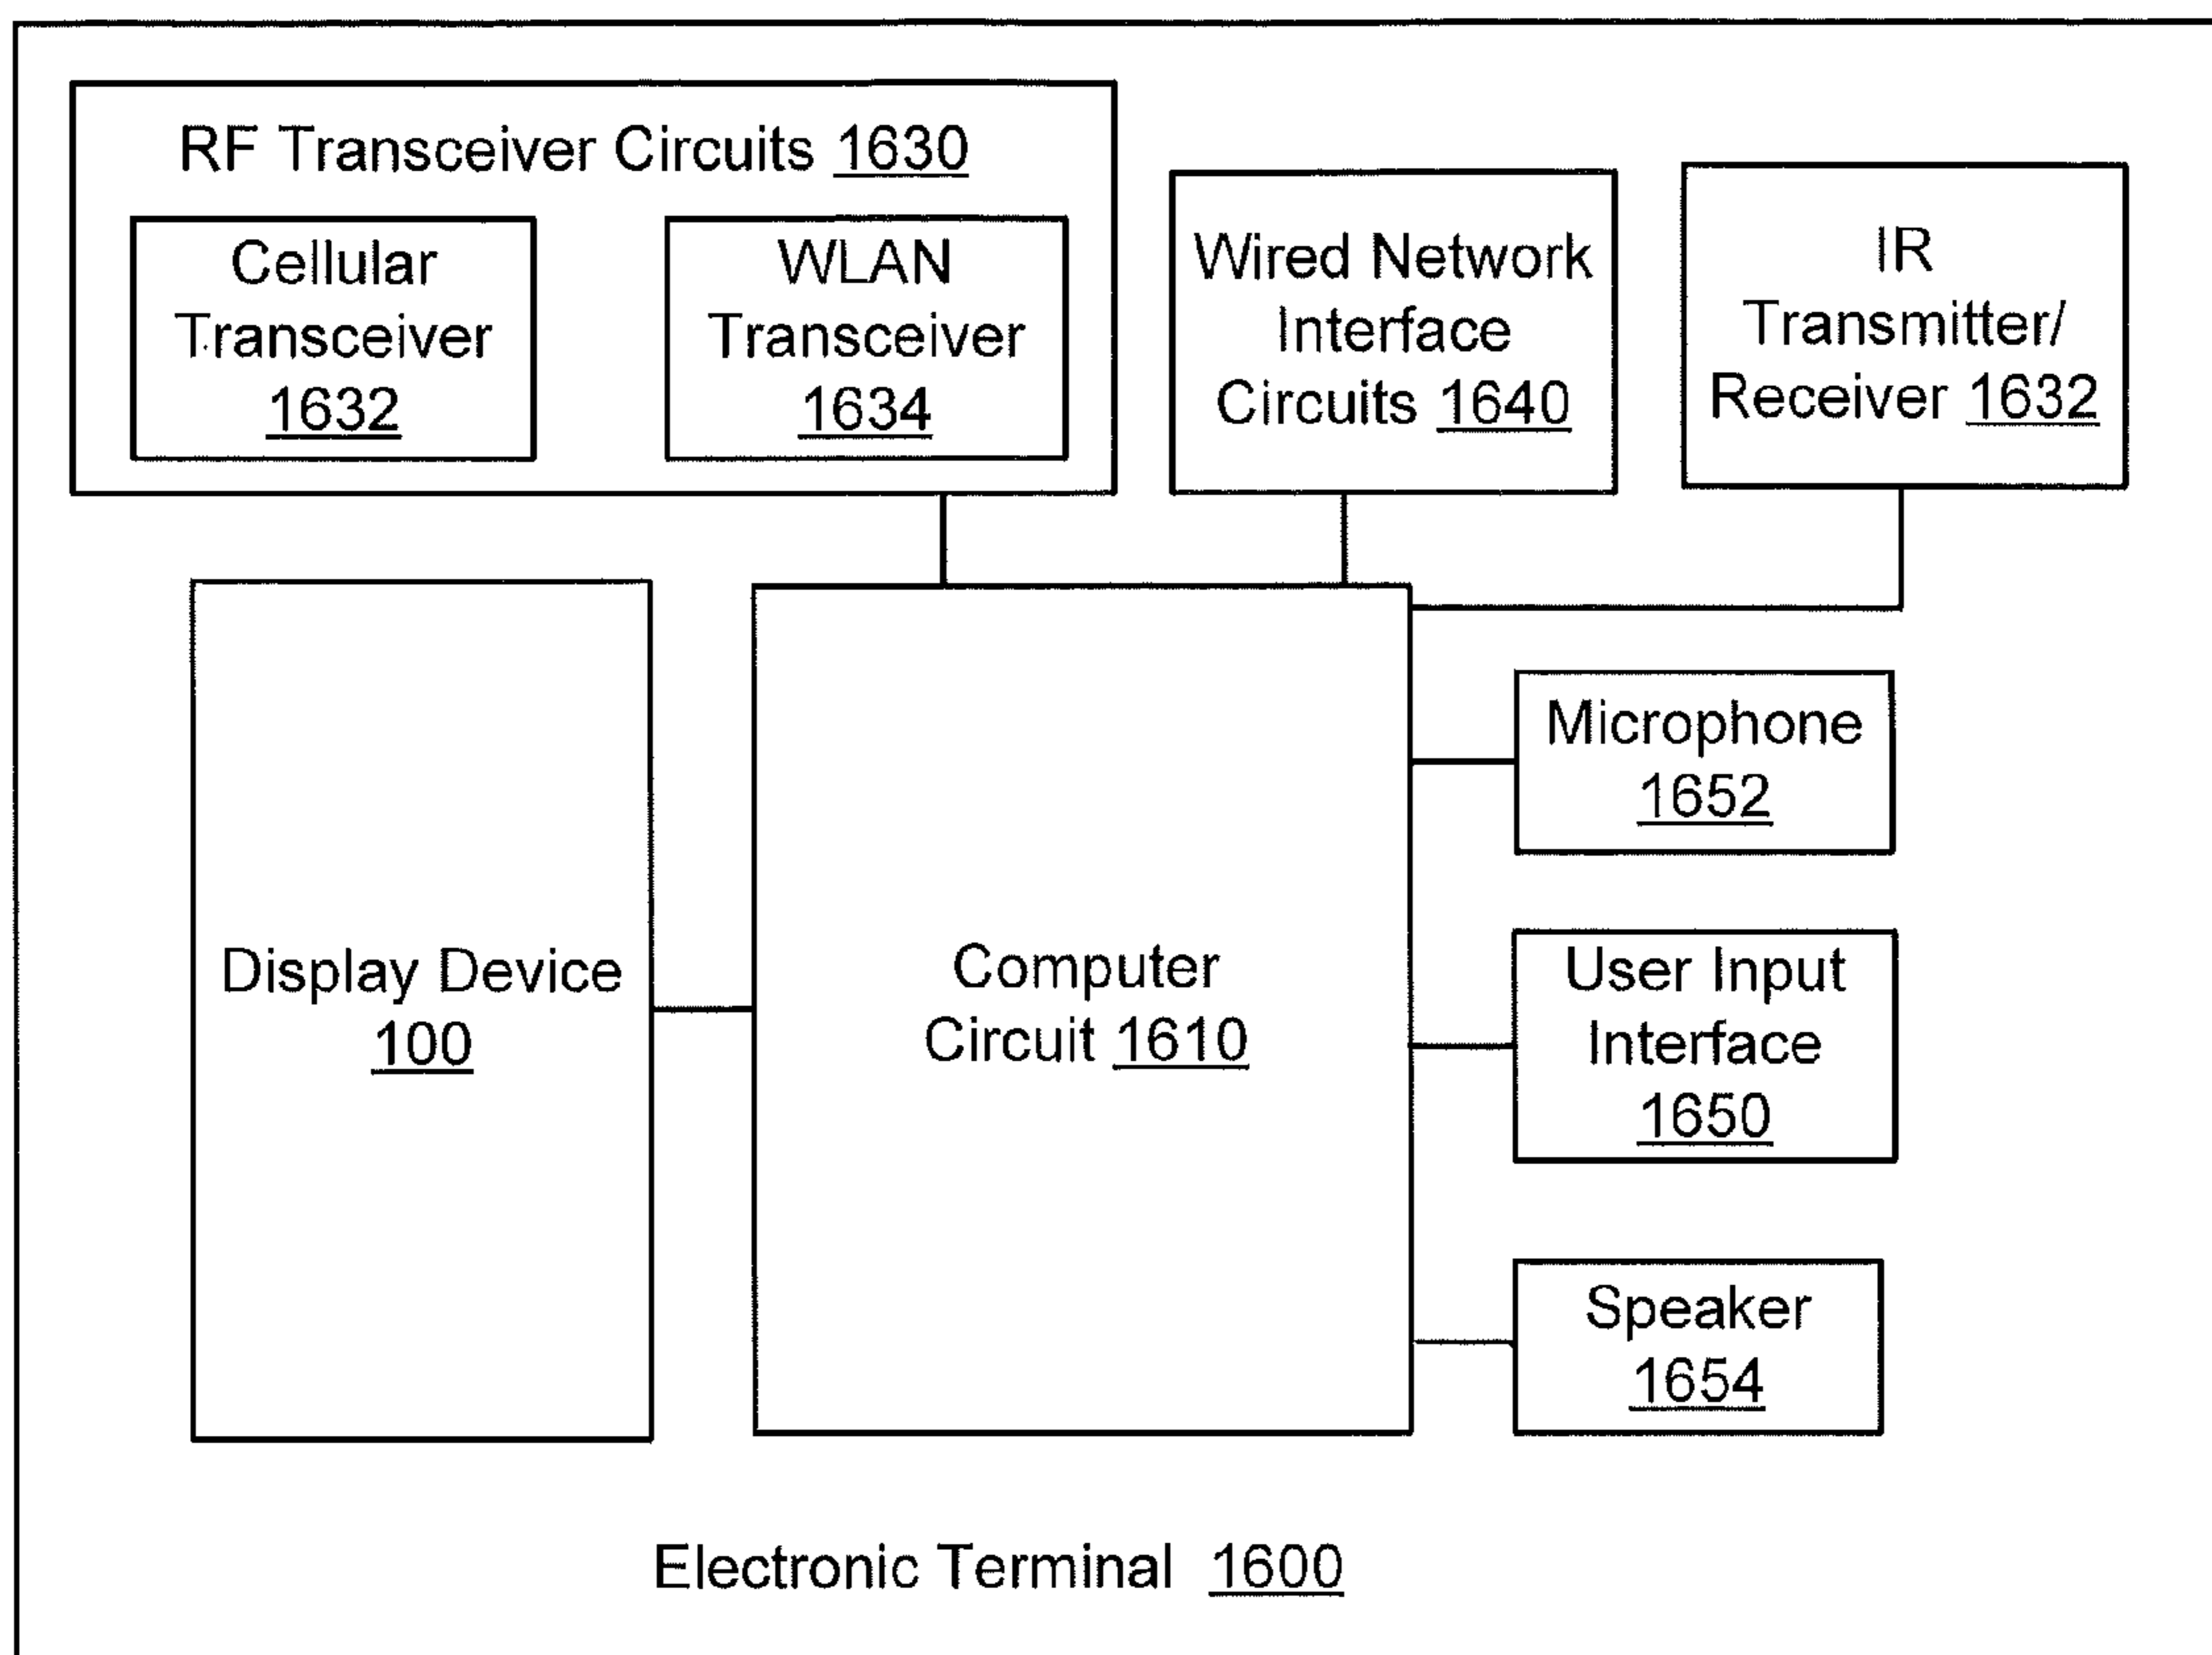 RF Transceiver Circuits 1630
Cellular
Transceiver
1632
WLAN
Transceiver
1634
Wired Network
Interface
Circuits 1640
IR
Transmitter/
Receiver 1632
Display Device
100
Computer
Circuit 1610
Microphone
1652
User Input
Interface
1650
Speaker
1654
Electronic Terminal 1600